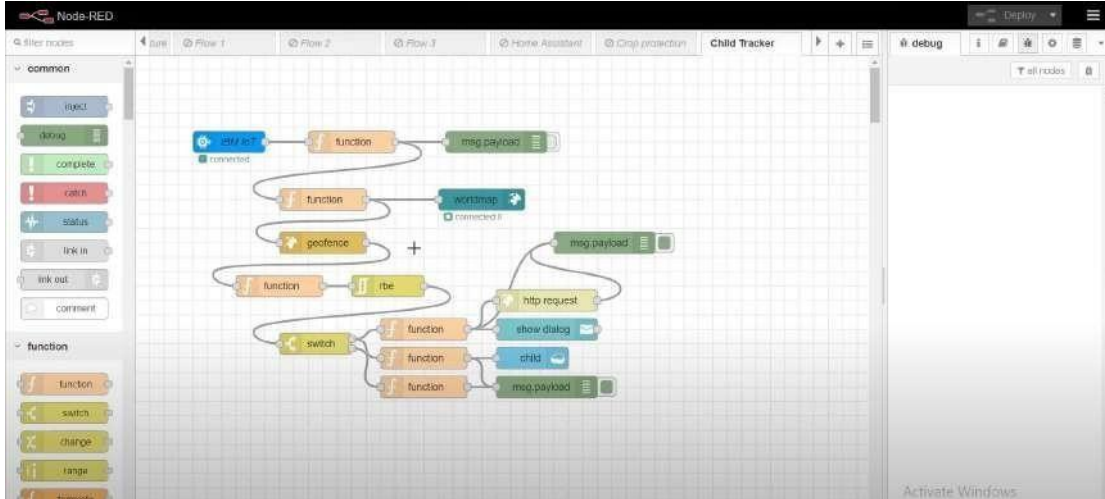 Node-RED
Deploy
filter nodes
Flow 1
Flow 2
Flow 3
Home Assistant
Crop protection
Child Tracker
debug
i
common
all nodes
inject
debug
complete
catch
status
link in
link out
comment
function
function
switch
change
range
IBM IoT
connected
function
msg.payload
function
worldmap
geofence
msg.payload
function
rbe
http request
switch
function
show dialog
function
child
function
msg.payload
Activate Windows